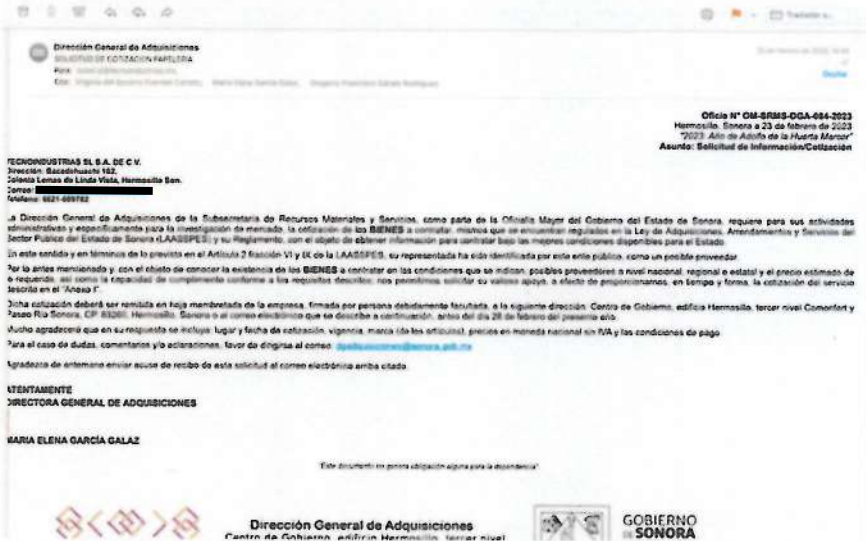 Trasladar a...
Dirección General de Adquisiciones
SOLICITUD DE COTIZACION PAPELERIA
Para:
Cco:
Oficio N° OM-SRMS-DGA-084-2023
Hermosillo, Sonora a 23 de febrero de 2023
"2023: Año de Adolfo de la Huerta Marcor"
Asunto: Solicitud de Información/Cotización
TECNOINDUSTRIAS SL S.A. DE C.V.
Dirección: Bacadehuachi 102,
Colonia Lomas de Linda Vista, Hermosillo Son.
Correo:
Telefono:
La Dirección General de Adquisiciones de la Subsecretaría de Recursos Materiales y Servicios, como parte de la Oficialía Mayor del Gobierno del Estado de Sonora, requiere para sus actividades
administrativas y específicamente para la investigación de mercado, la cotización de los BIENES a contratar, mismos que se encuentran regulados en la Ley de Adquisiciones, Arrendamientos y Servicios del
Sector Público del Estado de Sonora (LAASSPES) y su Reglamento, con el objeto de obtener información para contratar bajo las mejores condiciones disponibles para el Estado.
En este sentido y en términos de lo previsto en el Artículo 2 fracción VI y IX de la LAASSPES, su representada ha sido identificada por este ente público, como un posible proveedor.
Por lo antes mencionado y, con el objeto de conocer la existencia de los BIENES a contratar en las condiciones que se indican, posibles proveedores a nivel nacional, regional o estatal y el precio estimado de
lo requerido, así como la capacidad de cumplimiento conforme a los requisitos descritos, nos permitimos solicitar su valioso apoyo, a efecto de proporcionarnos, en tiempo y forma, la cotización del servicio
descrito en el "Anexo I".
Dicha cotización deberá ser remitida en hoja membretada de la empresa, firmada por persona debidamente facultada, a la siguiente dirección: Centro de Gobierno, edificio Hermosillo, tercer nivel Comonfort y
Paseo Río Sonora, CP. 83280, Hermosillo, Sonora o al correo electrónico que se describe a continuación, antes del día 28 de febrero del presente año.
Mucho agradeceré que en su respuesta se incluya: lugar y fecha de cotización, vigencia, marca (de los artículos), precios en moneda nacional sin IVA y las condiciones de pago.
Para el caso de dudas, comentarios y/o aclaraciones, favor de dirigirse al correo:
Agradezco de antemano enviar acuse de recibo de esta solicitud al correo electrónico arriba citado.
ATENTAMENTE
DIRECTORA GENERAL DE ADQUISICIONES
MARIA ELENA GARCÍA GALAZ
"Este documento no genera obligación alguna para la dependencia"
Dirección General de Adquisiciones
Centro de Gobierno, edificio Hermosillo, tercer nivel
GOBIERNO
DE SONORA